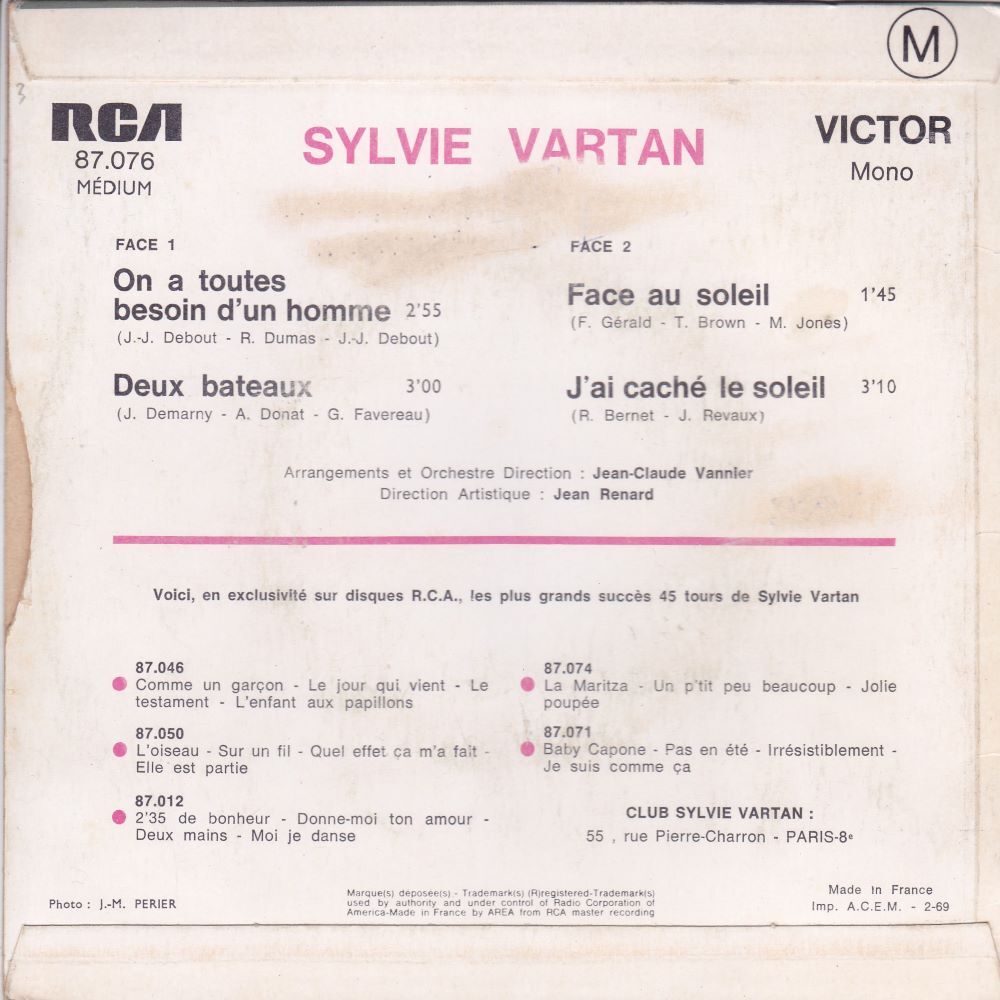 M
3
RCA
87.076
MÉDIUM
SYLVIE VARTAN
VICTOR
Mono
FACE 1
On a toutes
besoin d'un homme 2'55
(J.-J. Debout - R. Dumas - J.-J. Debout)
Deux bateaux 3'00
(J. Demarny - A. Donat - G. Favereau)
FACE 2
Face au soleil 1'45
(F. Gérald - T. Brown - M. Jones)
J'ai caché le soleil 3'10
(R. Bernet - J. Revaux)
Arrangements et Orchestre Direction : Jean-Claude Vannier
Direction Artistique : Jean Renard
Voici, en exclusivité sur disques R.C.A., les plus grands succès 45 tours de Sylvie Vartan
87.046
Comme un garçon - Le jour qui vient - Le
testament - L'enfant aux papillons
87.050
L'oiseau - Sur un fil - Quel effet ça m'a fait -
Elle est partie
87.012
2'35 de bonheur - Donne-moi ton amour -
Deux mains - Moi je danse
87.074
La Maritza - Un p'tit peu beaucoup - Jolie
poupée
87.071
Baby Capone - Pas en été - Irrésistiblement -
Je suis comme ça
CLUB SYLVIE VARTAN :
55 , rue Pierre-Charron - PARIS-8e
Photo : J.-M. PERIER
Marque(s) déposée(s) - Trademark(s) (R)registered-Trademark(s)
used by authority and under control of Radio Corporation of
America-Made in France by AREA from RCA master recording
Made in France
Imp. A.C.E.M. - 2-69